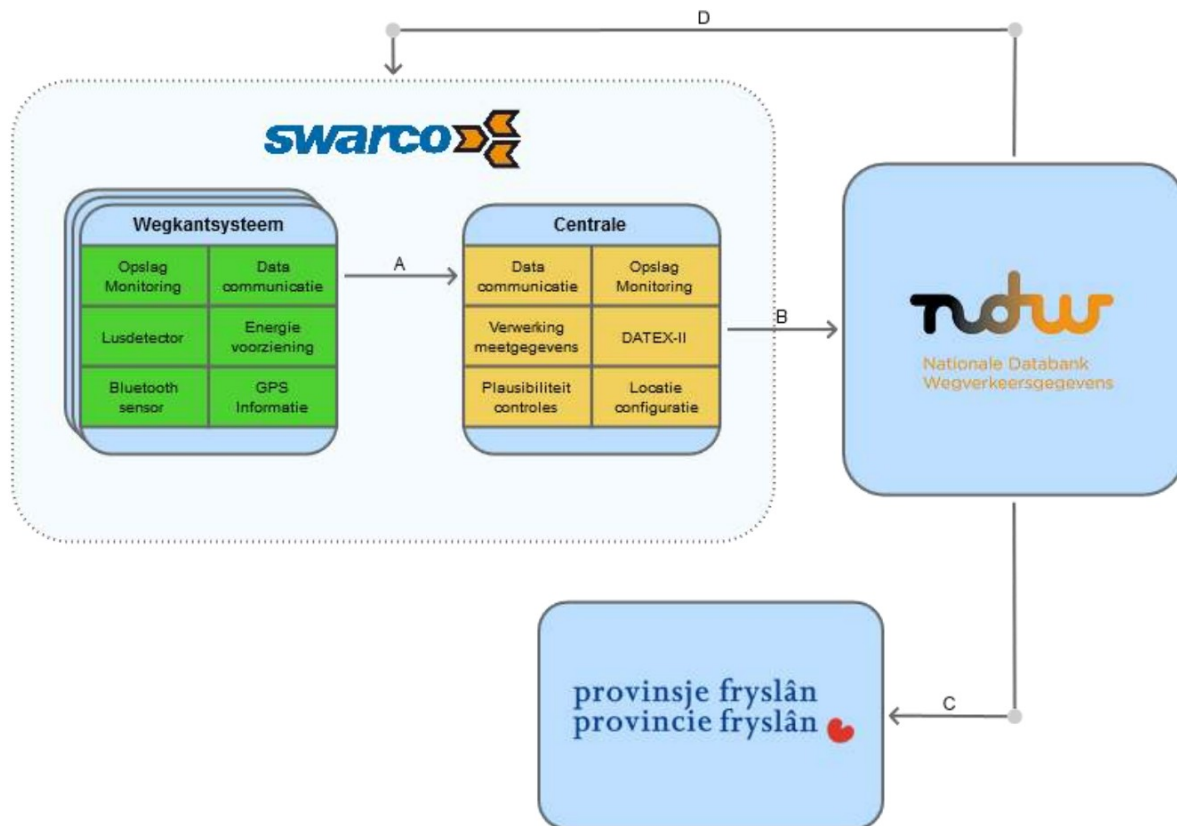 D
swarco
Wegkantsysteem
Opslag
Monitoring
Data
communicatie
Lusdetector
Energie
voorziening
Bluetooth
sensor
GPS
Informatie
A
Centrale
Data
communicatie
Opslag
Monitoring
Verwerking
meetgegevens
DATEX-II
Plausibiliteit
controles
Locatie
configuratie
B
ndw
Nationale Databank
Wegverkeersgegevens
provinsje fryslân
provincie fryslân
C